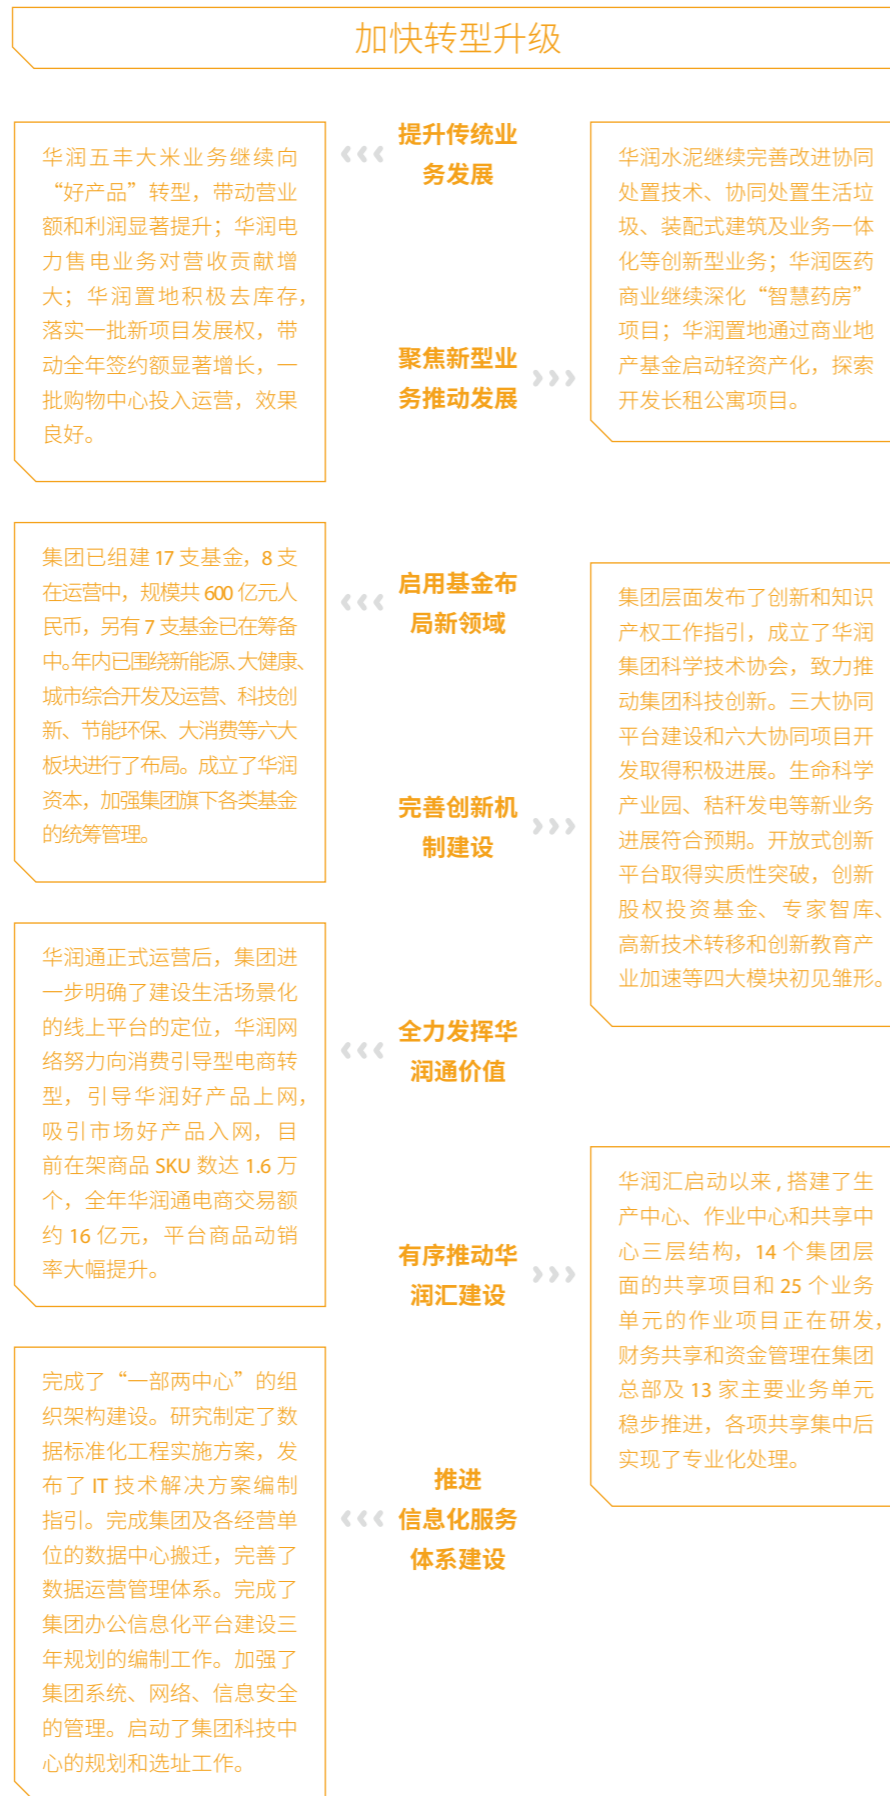 加快转型升级
提升传统业
务发展
华润五丰大米业务继续向
“好产品”转型，带动营业
额和利润显著提升；华润电
力售电业务对营收贡献增
大；华润置地积极去库存，
落实一批新项目发展权，带
动全年签约额显著增长，一
批购物中心投入运营，效果
良好。
聚焦新型业
务推动发展
华润水泥继续完善改进协同
处置技术、协同处置生活垃
圾、装配式建筑及业务一体
化等创新型业务；华润医药
商业继续深化“智慧药房”
项目；华润置地通过商业地
产基金启动轻资产化，探索
开发长租公寓项目。
启用基金布
局新领域
集团已组建 17 支基金，8 支
在运营中，规模共 600 亿元人
民币，另有 7 支基金已在筹备
中。年内已围绕新能源、大健康、
城市综合开发及运营、科技创
新、节能环保、大消费等六大
板块进行了布局。成立了华润
资本，加强集团旗下各类基金
的统筹管理。
完善创新机
制建设
集团层面发布了创新和知识
产权工作指引，成立了华润
集团科学技术协会，致力推
动集团科技创新。三大协同
平台建设和六大协同项目开
发取得积极进展。生命科学
产业园、秸秆发电等新业务
进展符合预期。开放式创新
平台取得实质性突破，创新
股权投资基金、专家智库、
高新技术转移和创新教育产
业加速等四大模块初见雏形。
全力发挥华
润通价值
华润通正式运营后，集团进
一步明确了建设生活场景化
的线上平台的定位，华润网
络努力向消费引导型电商转
型，引导华润好产品上网，
吸引市场好产品入网，目
前在架商品 SKU 数达 1.6 万
个，全年华润通电商交易额
约 16 亿元，平台商品动销
率大幅提升。
有序推动华
润汇建设
华润汇启动以来，搭建了生
产中心、作业中心和共享中
心三层结构，14 个集团层
面的共享项目和 25 个业务
单元的作业项目正在研发，
财务共享和资金管理在集团
总部及 13 家主要业务单元
稳步推进，各项共享集中后
实现了专业化处理。
推进
信息化服务
体系建设
完成了“一部两中心”的组
织架构建设。研究制定了数
据标准化工程实施方案，发
布了 IT 技术解决方案编制
指引。完成集团及各经营单
位的数据中心搬迁，完善了
数据运营管理体系。完成了
集团办公信息化平台建设三
年规划的编制工作。加强了
集团系统、网络、信息安全
的管理。启动了集团科技中
心的规划和选址工作。